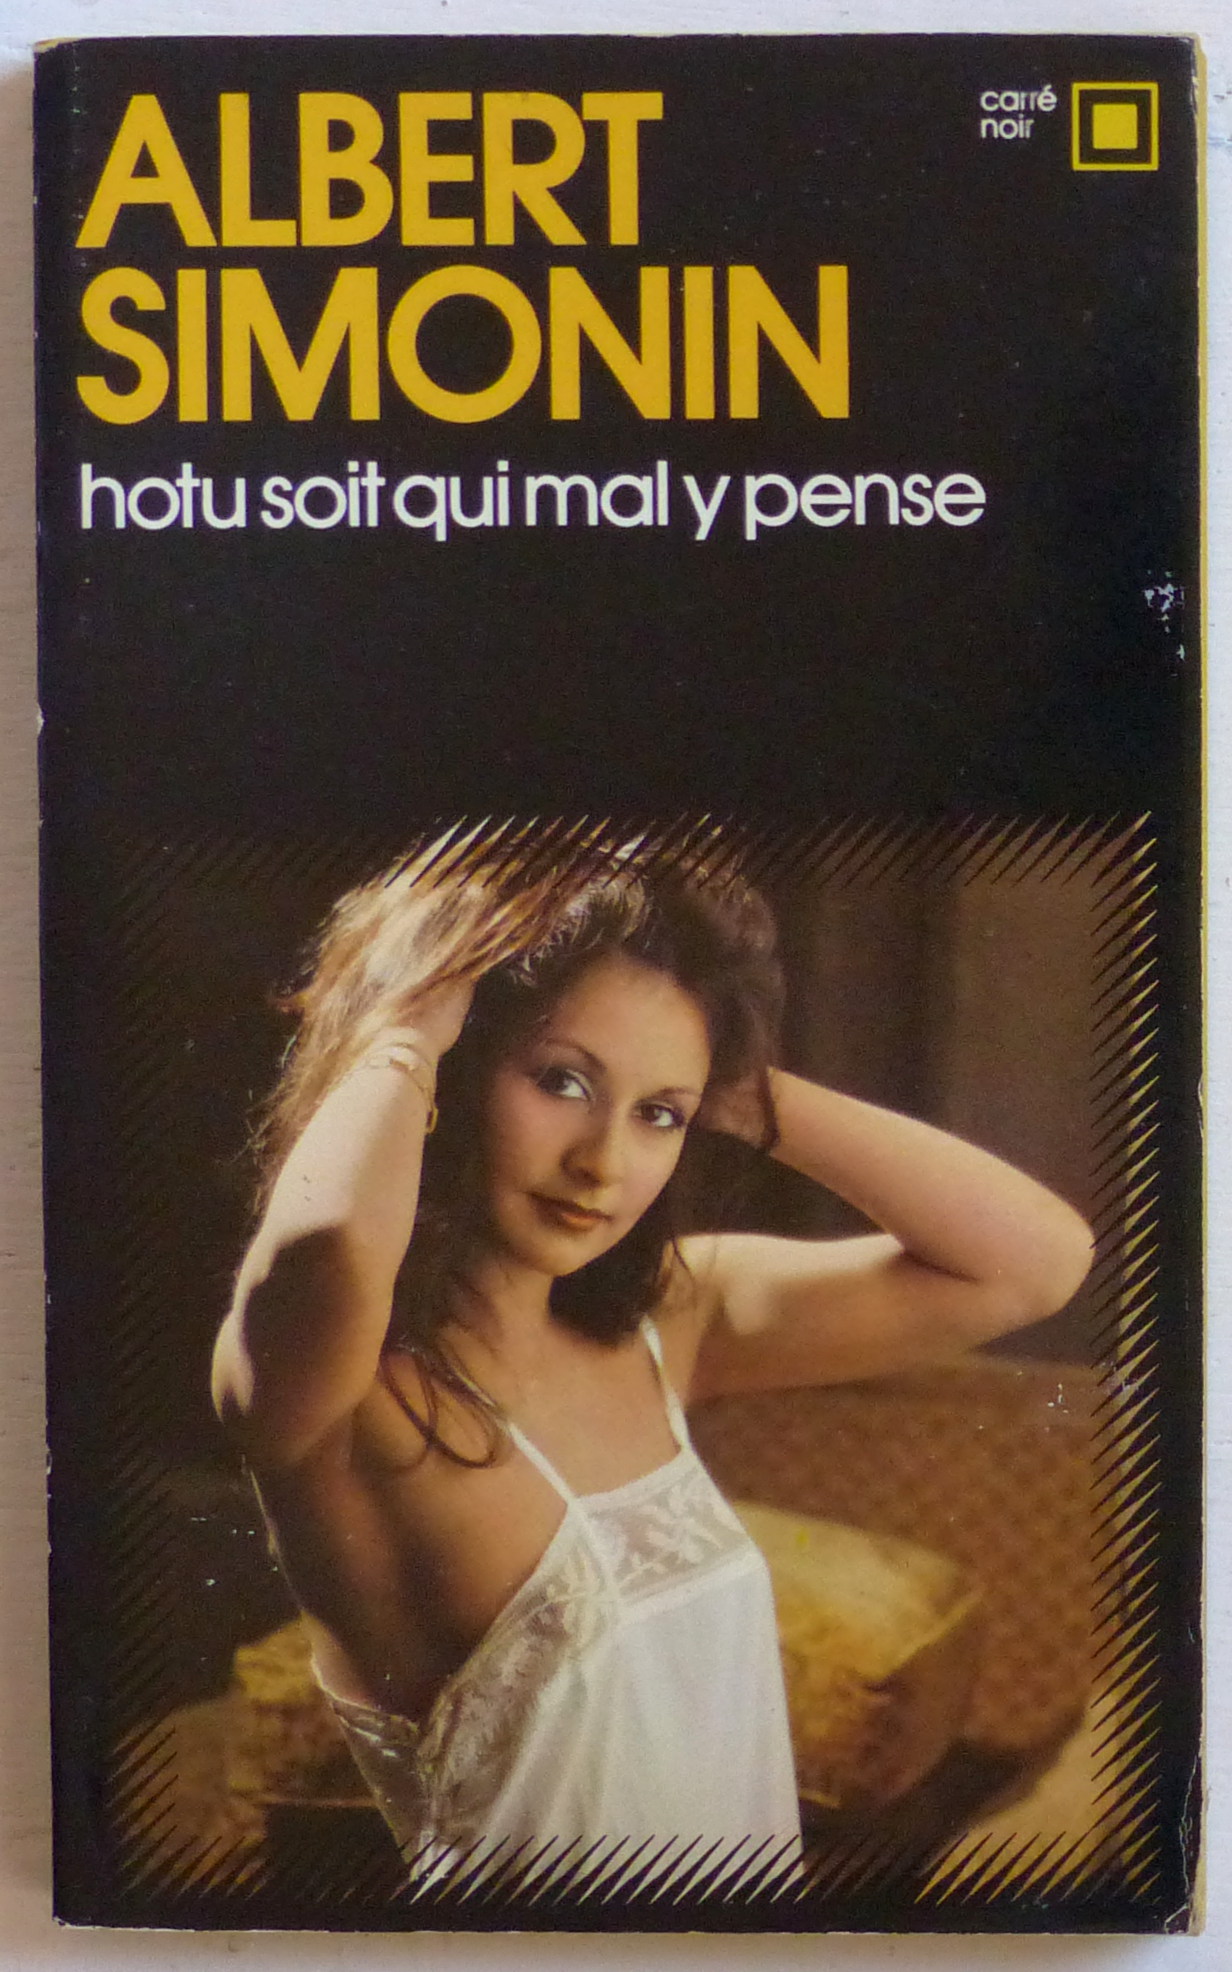 ALBERT
SIMONIN
carré
noir
hotu soit qui mal y pense